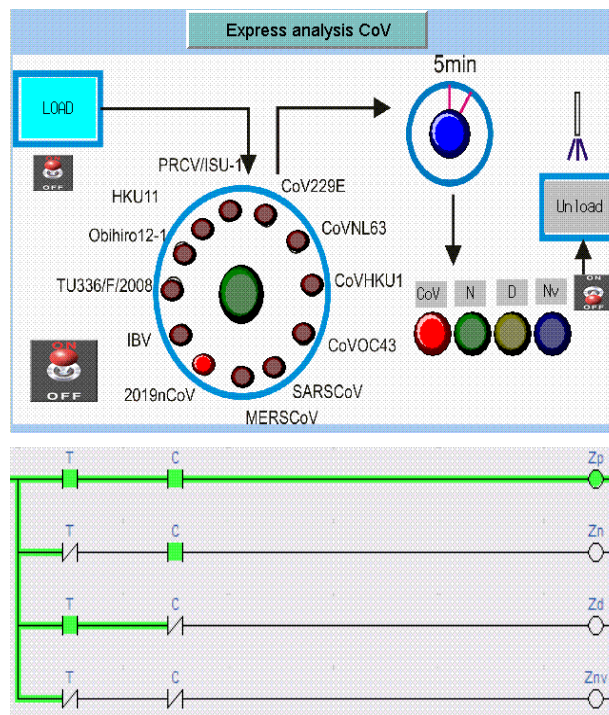 Express analysis CoV
5min
LOAD
OFF
PRCV/ISU-1
HKU11
CoV229E
Obihiro12-1
CoVNL63
Unload
TU336/F/2008
CoVHKU1
CoV N D Nv
ON
OFF
IBV
CoVOC43
ON
OFF
2019nCoV
SARSCoV
MERSCoV
T C Zp
T C Zn
T C Zd
T C Znv